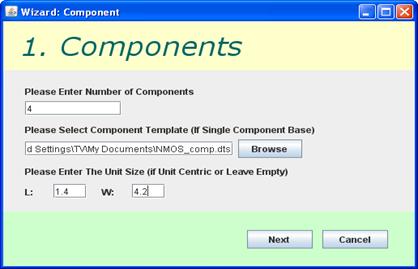 Wizard: Component
1. Components
Please Enter Number of Components
4
Please Select Component Template (If Single Component Base)
d Settings\TV\My Documents\NMOS_comp.dts Browse
Please Enter The Unit Size (if Unit Centric or Leave Empty)
L: 1.4 W: 4.2
Next Cancel